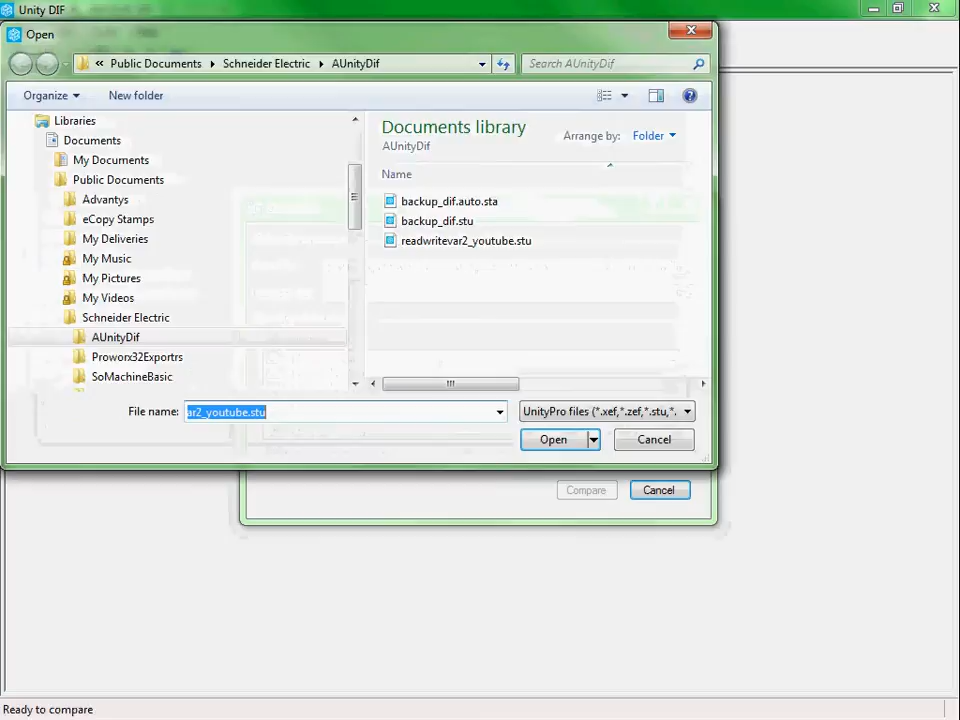 Unity DIF
Open
« Public Documents Schneider Electric AUnityDif
Search AUnityDif
Organize
New folder
Libraries
Documents
My Documents
Public Documents
Advantys
eCopy Stamps
My Deliveries
My Music
My Pictures
My Videos
Schneider Electric
AUnityDif
Proworx32Exportrs
SoMachineBasic
Documents library
AUnityDif
Arrange by: Folder
Name
backup_dif.auto.sta
backup_dif.stu
readwritevar2_youtube.stu
File name: ar2_youtube.stu
UnityPro files (*.xef,*.zef,*.stu,*.
Open
Cancel
Compare
Cancel
Ready to compare